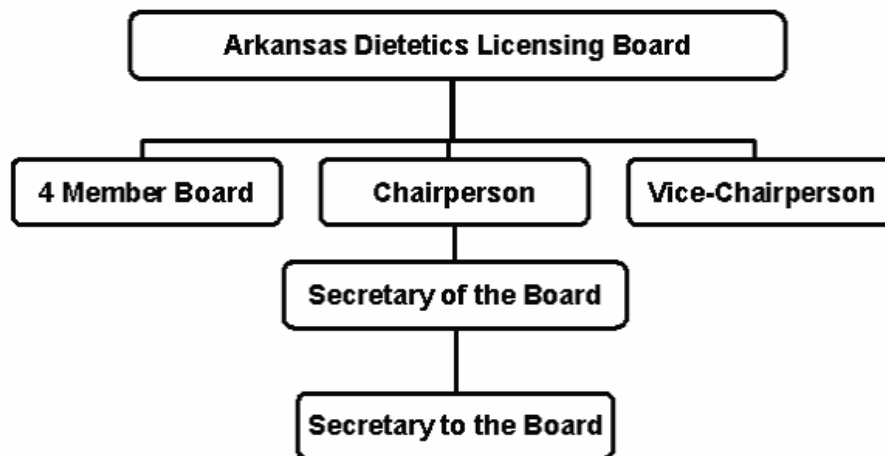 Arkansas Dietetics Licensing Board
4 Member Board
Chairperson
Vice-Chairperson
Secretary of the Board
Secretary to the Board